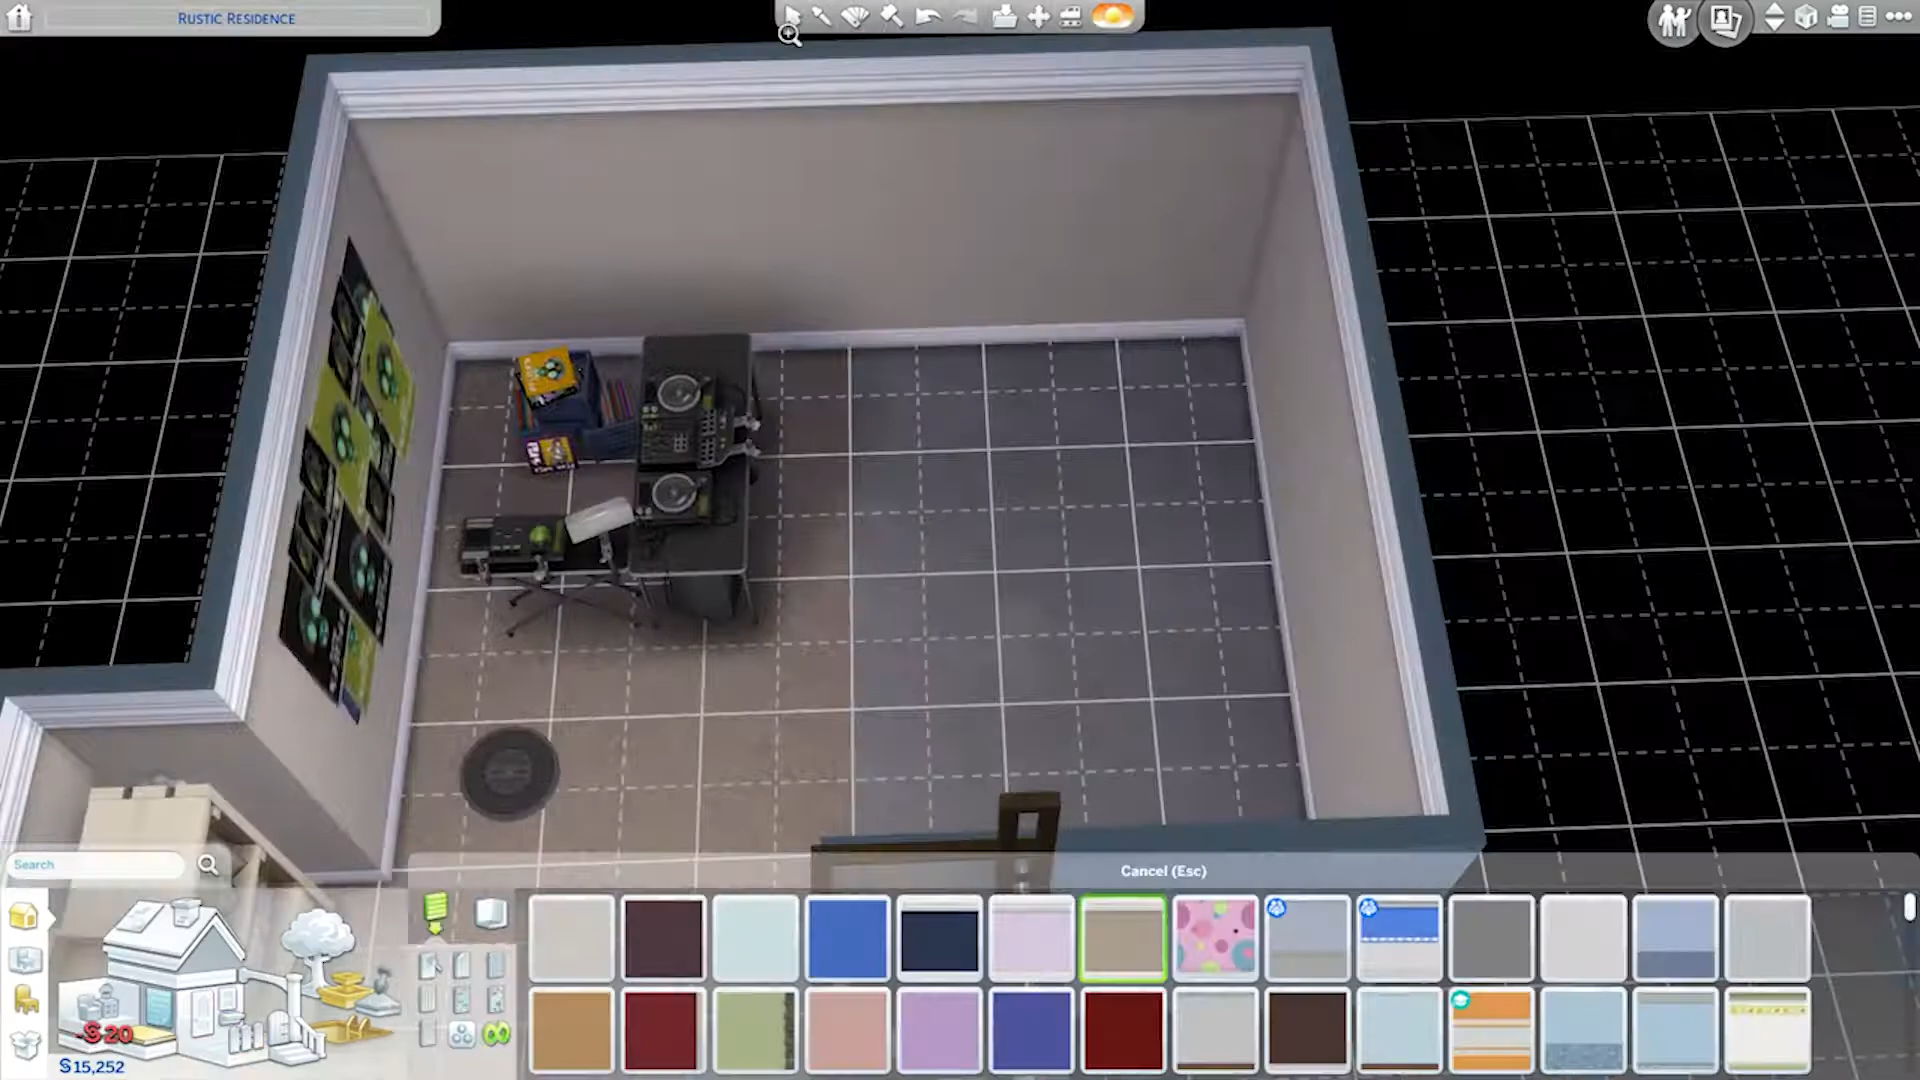 RUSTIC RESIDENCE
Search
Cancel (Esc)
-§20
§15,252